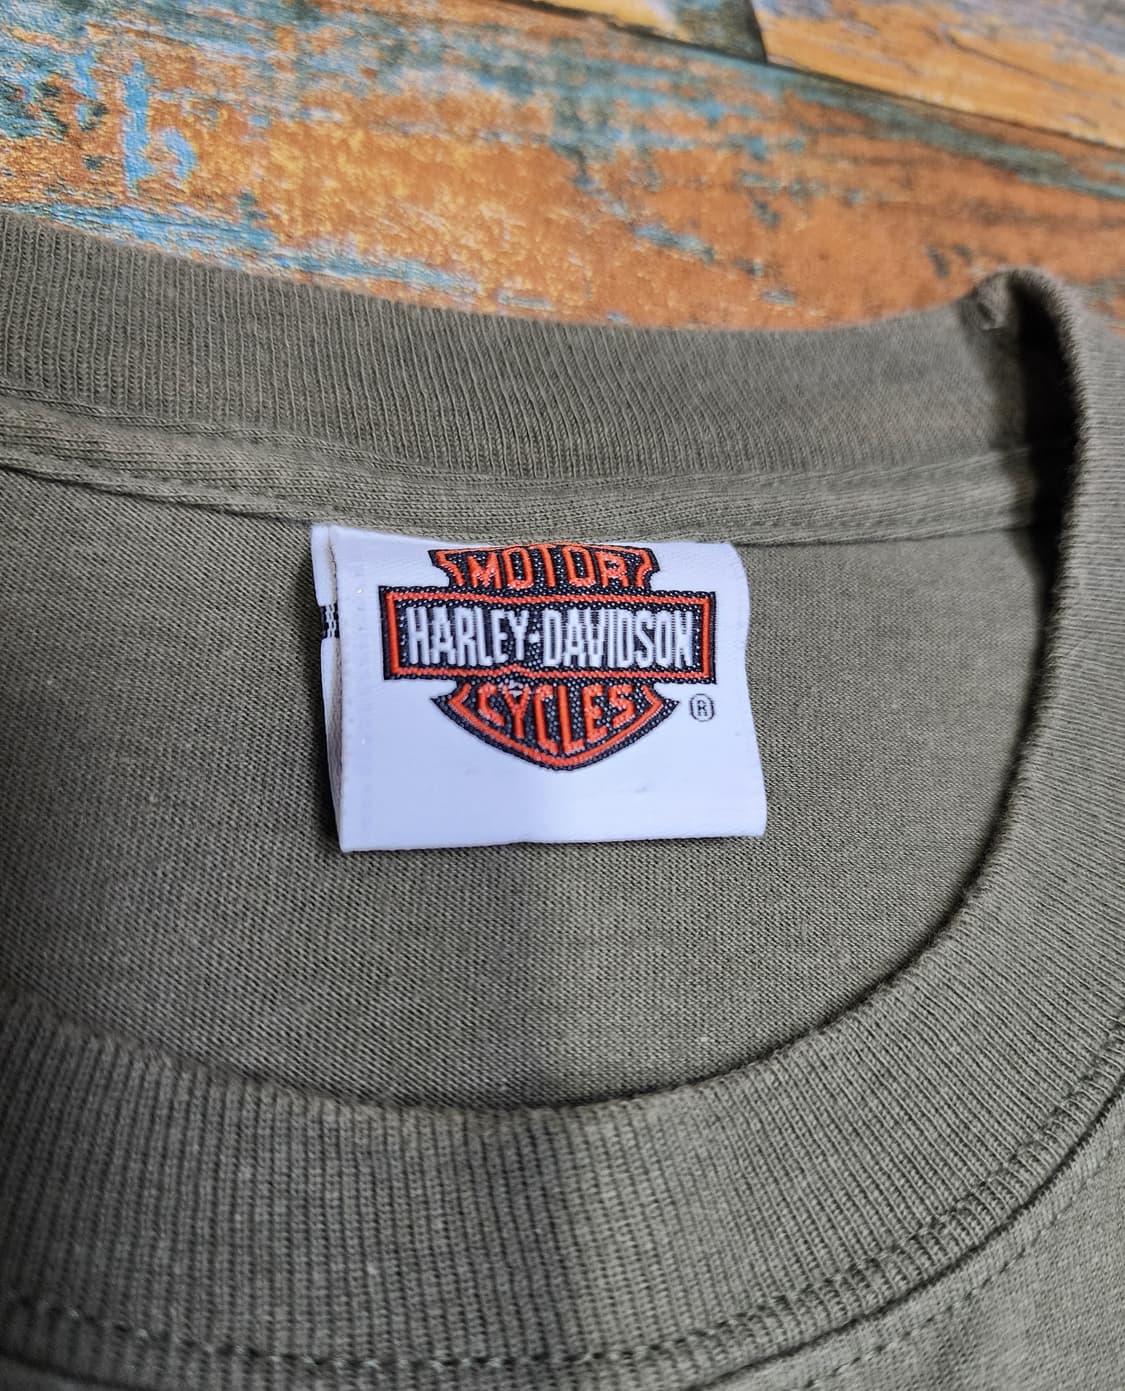 MOTOR
HARLEY-DAVIDSON
CYCLES
®